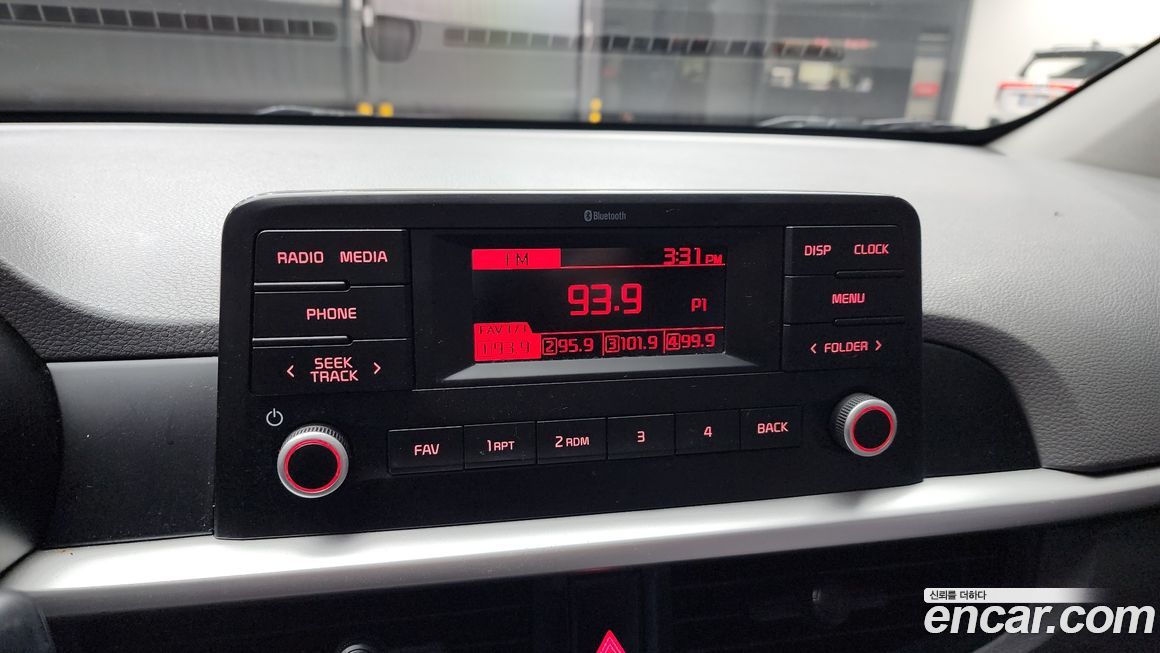 Bluetooth
RADIO MEDIA
PHONE
< SEEK TRACK >
FM 3:31 PM
93.9 P1
FAV 1/1
1 93.9 2 95.9 3 101.9 4 99.9
DISP CLOCK
MENU
< FOLDER >
FAV 1 RPT 2 RDM 3 4 BACK
신뢰를 더하다
encar.com